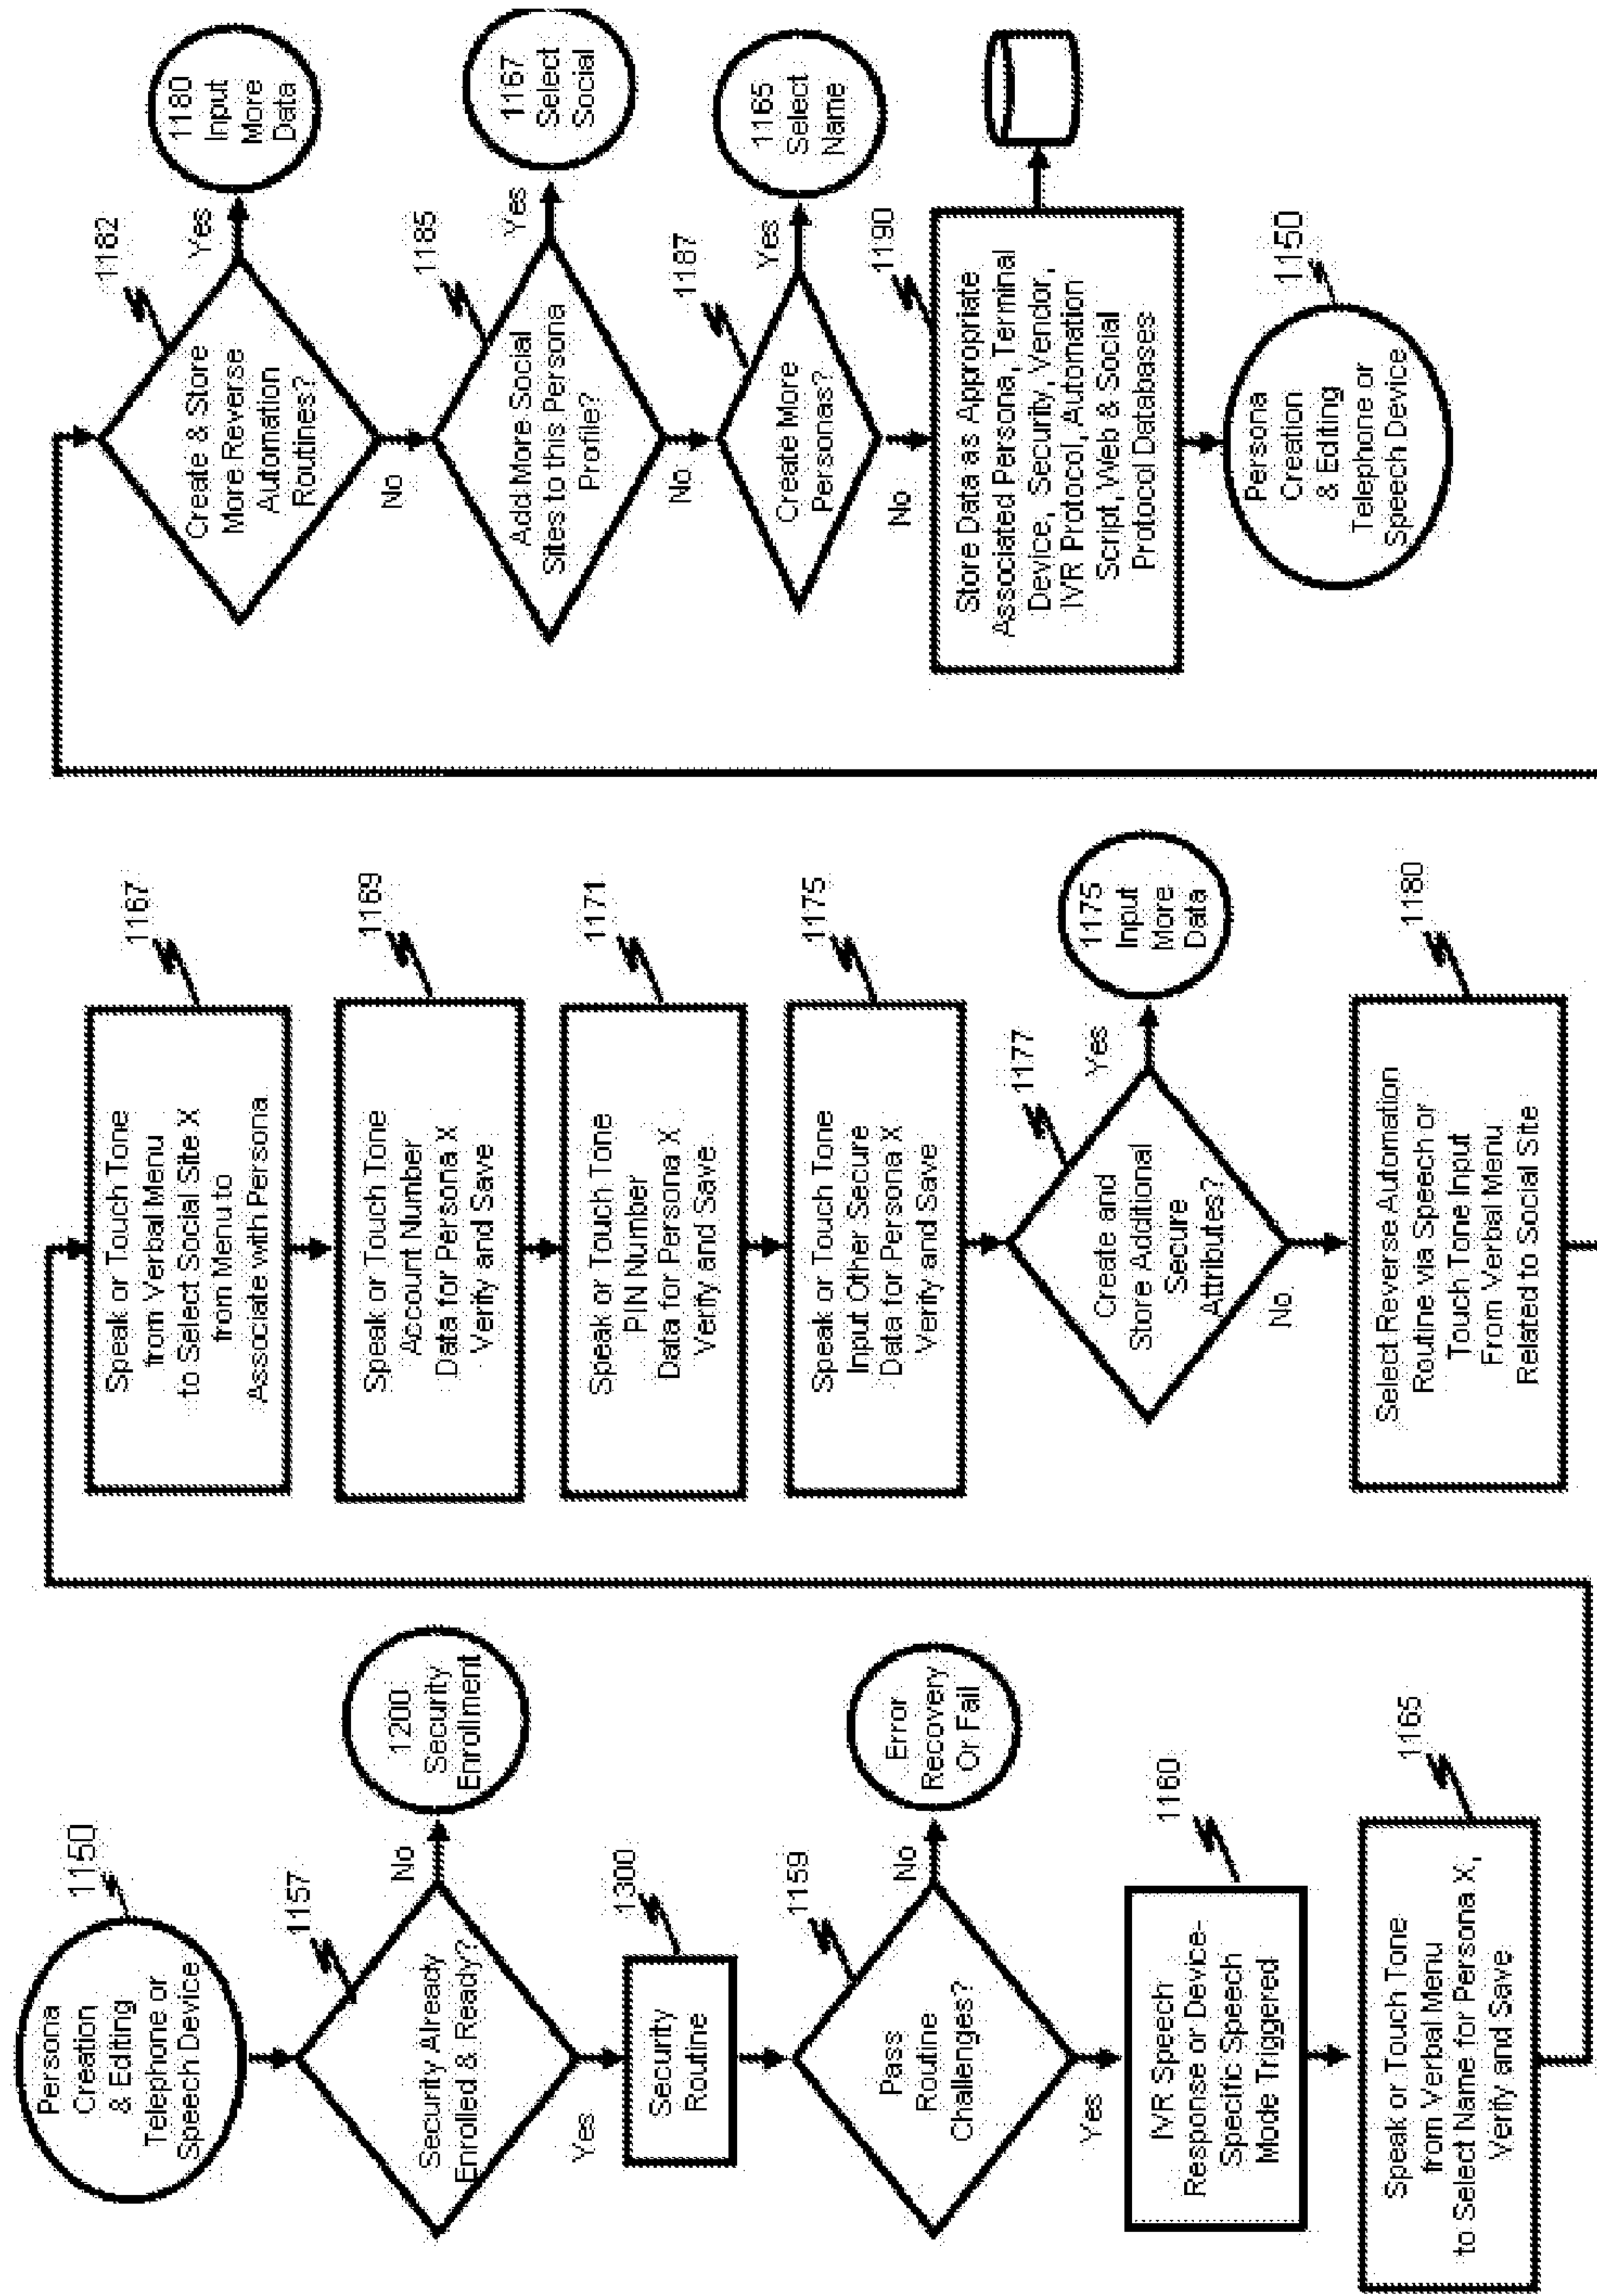 Persona
Creation
& Editing
Telephone or
Speech Device
1150
Security Already
Enrolled & Ready?
1157
No
1200
Security
Enrollment
Yes
Security
Routine
1300
Pass
Routine
Challenges?
1159
No
Error
Recovery
Or Fail
Yes
IVR Speech
Response or Device-
Specific Speech
Mode Triggered
1160
Speak or Touch Tone
from Verbal Menu
to Select Name for Persona X,
Verify and Save
1165
Speak or Touch Tone
from Verbal Menu
to Select Social Site X
from Menu to
Associate with Persona
1167
Speak or Touch Tone
Account Number
Data for Persona X
Verify and Save
1169
Speak or Touch Tone
PIN Number
Data for Persona X
Verify and Save
1171
Speak or Touch Tone
Input Other Secure
Data for Persona X
Verify and Save
1175
Create and
Store Additional
Secure
Attributes?
1177
Yes
1175
Input
More
Data
No
Select Reverse Automation
Routine via Speech or
Touch Tone Input
From Verbal Menu
Related to Social Site
1180
Create & Store
More Reverse
Automation
Routines?
1182
Yes
1180
Input
More
Data
No
Add More Social
Sites to this Persona
Profile?
1185
Yes
1167
Select
Social
No
Create More
Personas?
1187
Yes
1165
Select
Name
No
Store Data as Appropriate
Associated Persona, Terminal
Device, Security, Vendor,
IVR Protocol, Automation
Script, Web & Social
Protocol Databases
1190
Persona
Creation
& Editing
Telephone or
Speech Device
1150